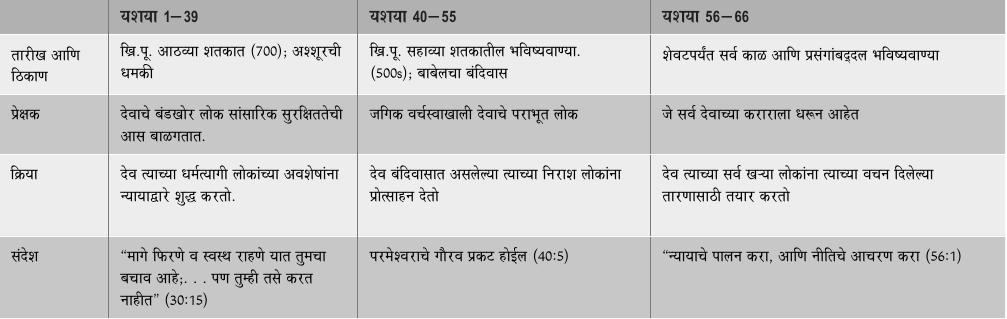 यशया 1–39
यशया 40–55
यशया 56–66
तारीख आणि
ठिकाण
ख्रि.पू. आठव्या शतकात (700); अश्शूरची
धमकी
ख्रि.पू. सहाव्या शतकातील भविष्यवाण्या.
(500s); बाबेलचा बंदिवास
शेवटपर्यंत सर्व काळ आणि प्रसंगांबद्दल भविष्यवाण्या
प्रेक्षक
देवाचे बंडखोर लोक सांसारिक सुरक्षिततेची
आस बाळगतात.
जगिक वर्चस्वाखाली देवाचे पराभूत लोक
जे सर्व देवाच्या कराराला धरून आहेत
क्रिया
देव त्याच्या धर्मत्यागी लोकांच्या अवशेषांना
न्यायाद्वारे शुद्ध करतो.
देव बंदिवासात असलेल्या त्याच्या निराश लोकांना
प्रोत्साहन देतो
देव त्याच्या सर्व खऱ्या लोकांना त्याच्या वचन दिलेल्या
तारणासाठी तयार करतो
संदेश
“मागे फिरणे व स्वस्थ राहणे यात तुमचा
बचाव आहे;. . . पण तुम्ही तसे करत
नाहीत” (30:15)
परमेश्वराचे गौरव प्रकट होईल (40:5)
“न्यायाचे पालन करा, आणि नीतिचे आचरण करा (56:1)